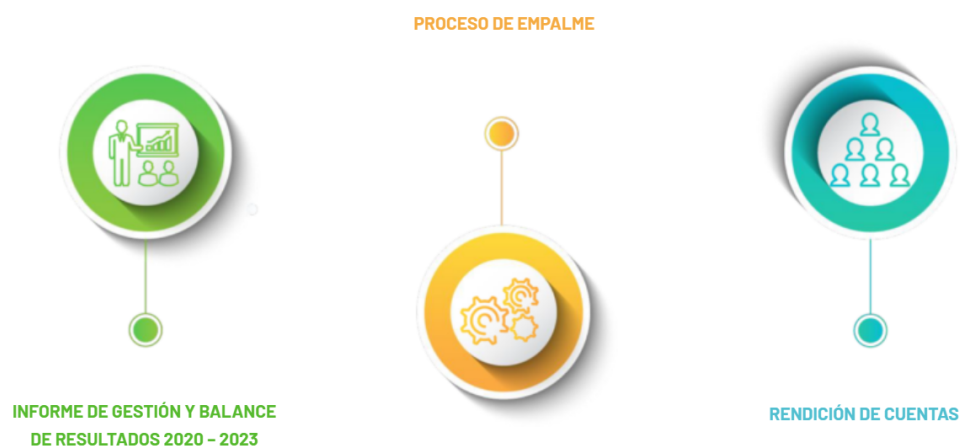 PROCESO DE EMPALME
INFORME DE GESTIÓN Y BALANCE
DE RESULTADOS 2020 – 2023
RENDICIÓN DE CUENTAS